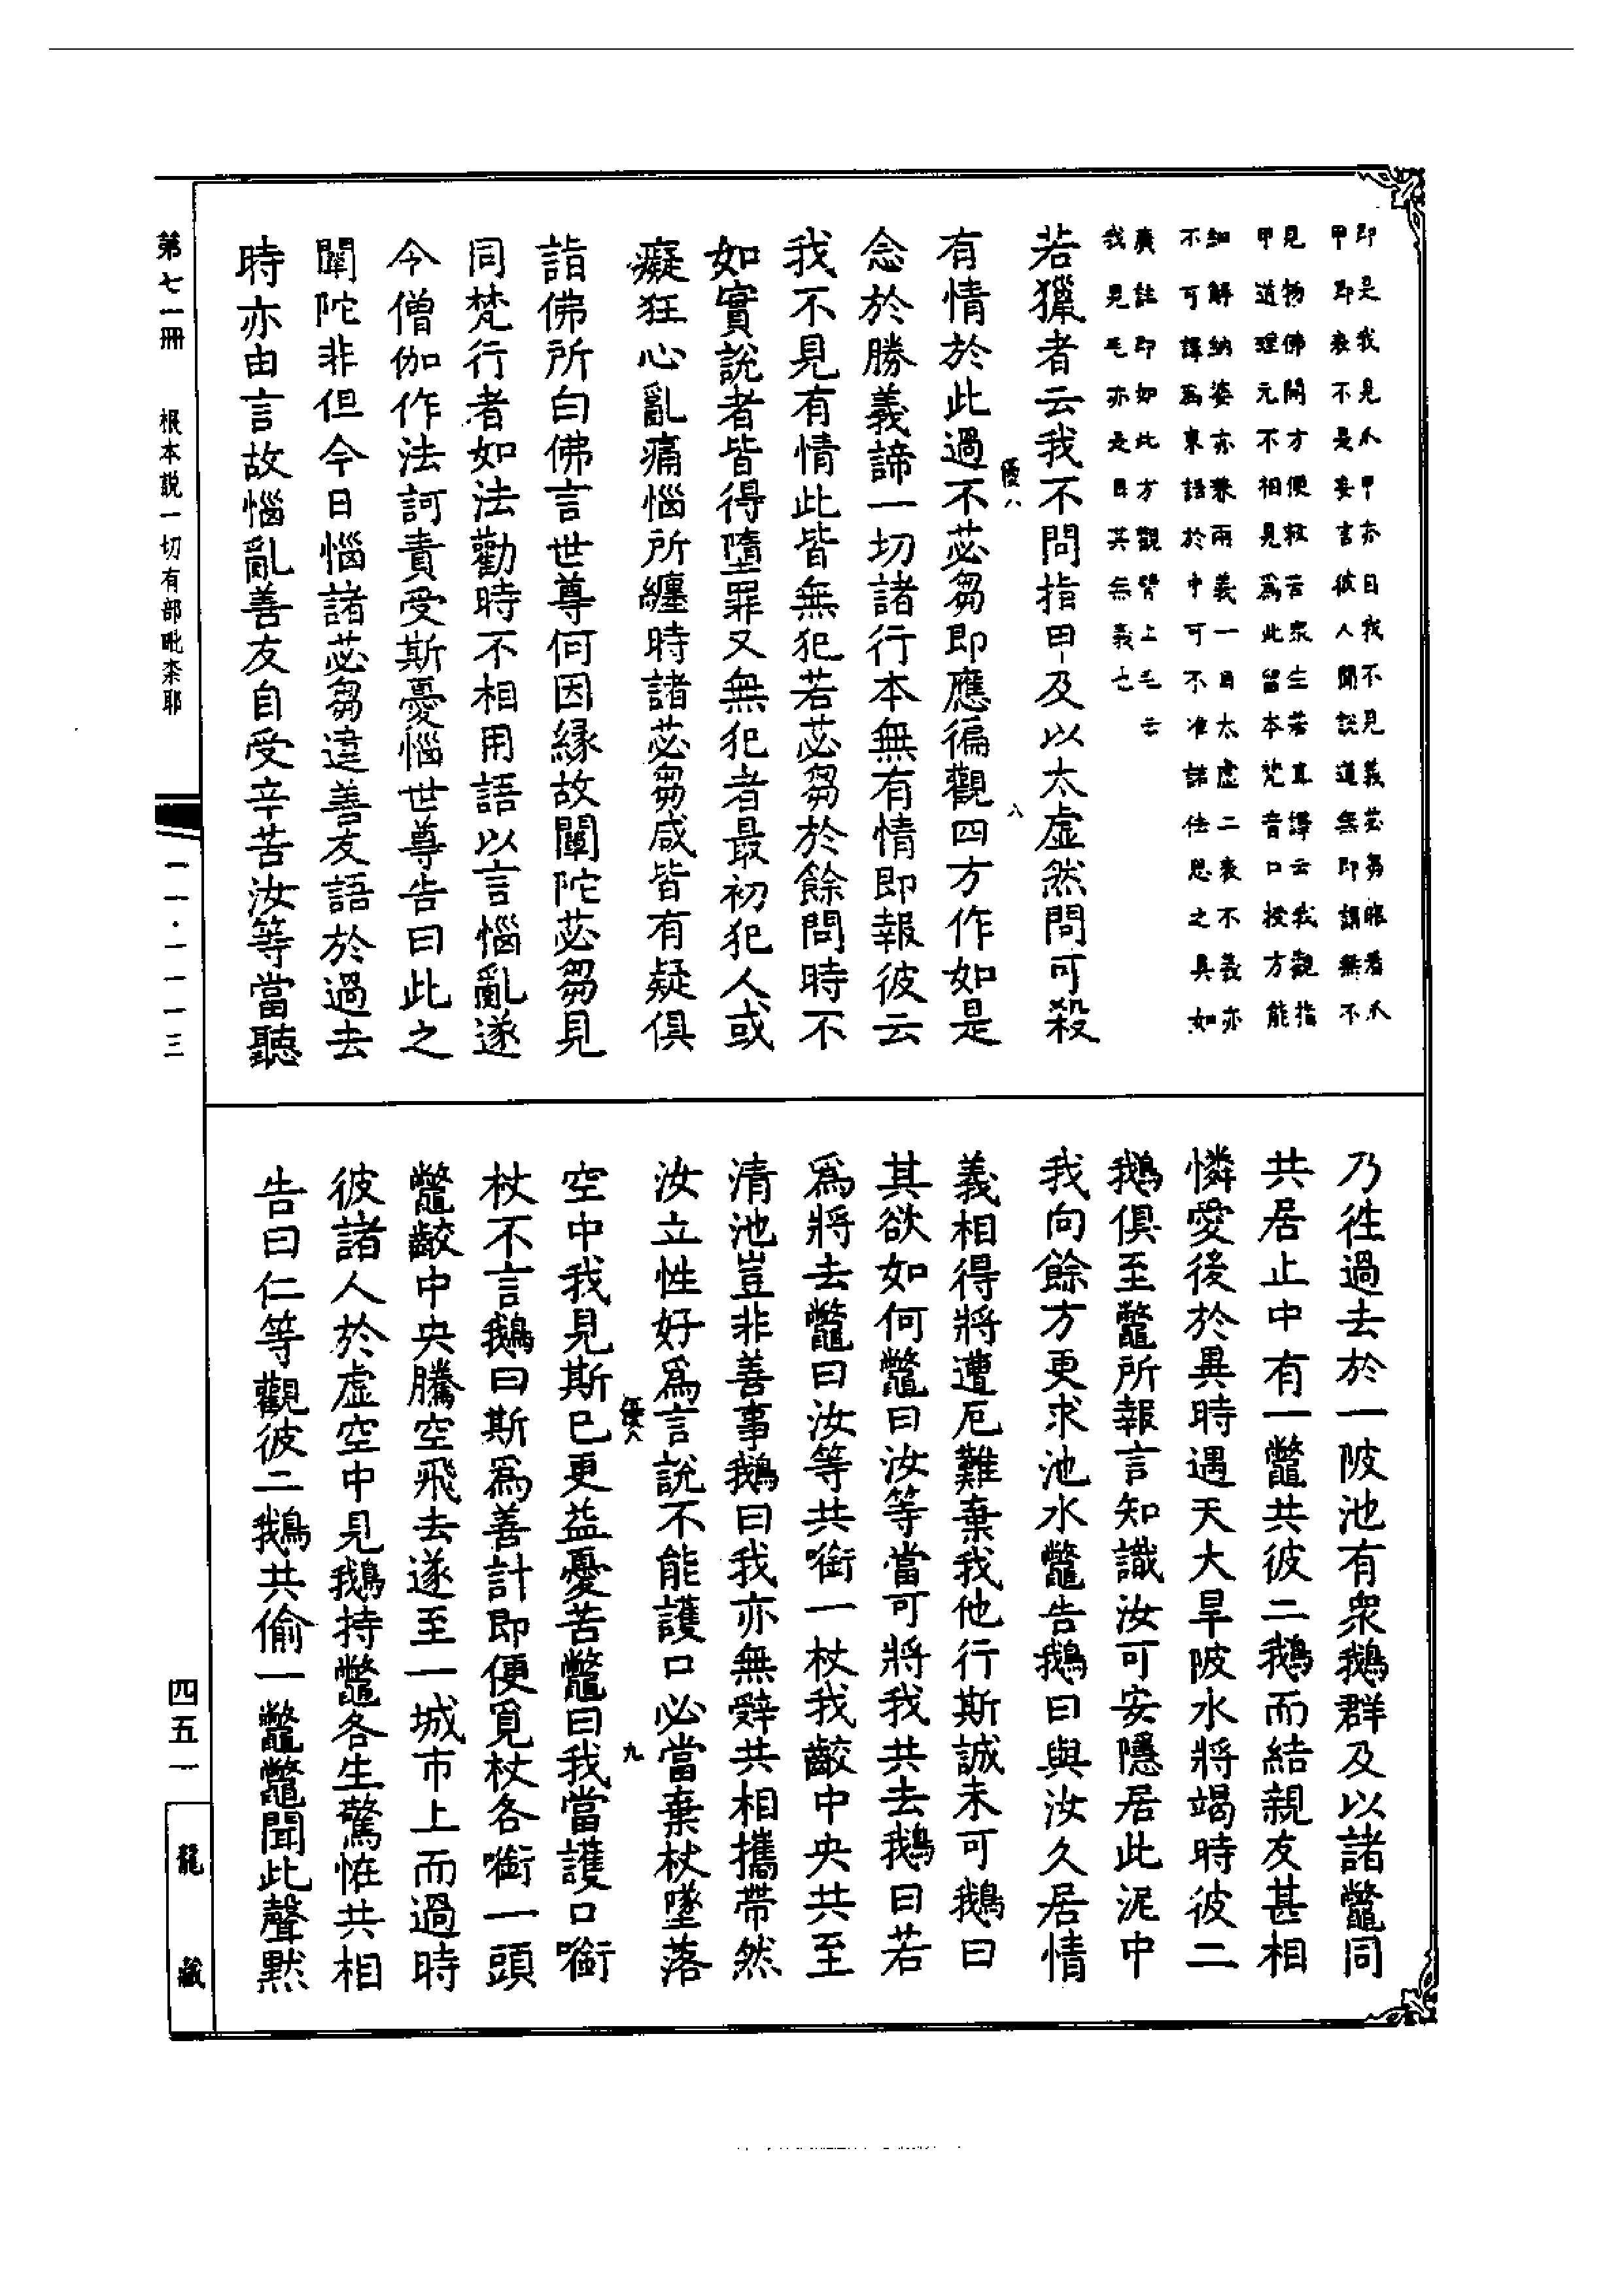 即是我見爪甲亦目我不見義苾芻眼看爪
甲即表不是妄言彼人聞說道無即謂無不
見物佛開方便拯苦衆生若直譯云我觀指
甲道理元不相見爲此留本梵音口授方能
細解納婆亦兼兩義一目太虛二表不義亦
不可譯爲東語於中可不准諸仕思之具如
廣註即如此方觀臂上毛云
我見毛亦是目其無義也
若獵者云我不問指甲及以太虛然問可殺
優八 八
有情於此過不苾芻即應徧觀四方作如是
念於勝義諦一切諸行本無有情即報彼云
我不見有情此皆無犯若苾芻於餘問時不
如實說者皆得墮罪又無犯者最初犯人或
癡狂心亂痛惱所纏時諸苾芻咸皆有疑俱
詣佛所白佛言世尊何因緣故闡陀苾芻見
同梵行者如法勸時不相用語以言惱亂遂
今僧伽作法訶責受斯憂惱世尊告曰此之
闡陀非但今日惱諸苾芻違善友語於過去
時亦由言故惱亂善友自受辛苦汝等當聽
乃徃過去於一陂池有衆鵝群及以諸鼈同
共居止中有一鼈共彼二鵝而結親友甚相
憐愛後於異時遇天大旱陂水將竭時彼二
鵝俱至鼈所報言知識汝可安隱居此泥中
我向餘方更求池水鼈告鵝曰與汝久居情
義相得將遭厄難棄我他行斯誠未可鵝曰
其欲如何鼈曰汝等當可將我共去鵝曰若
爲將去鼈曰汝等共銜一杖我齩中央共至
清池豈非善事鵝曰我亦無辭共相攜帶然
汝立性好爲言說不能護口必當棄杖墜落
優八 九
空中我見斯已更益憂苦鼈曰我當護口銜
杖不言鵝曰斯爲善計即便覓杖各銜一頭
鼈齩中央騰空飛去遂至一城市上而過時
彼諸人於虛空中見鵝持鼈各生驚恠共相
告曰仁等觀彼二鵝共偷一鼈鼈聞此聲默
第七一冊 根本說一切有部毗柰耶
一一·一一一三
四五一
龍藏